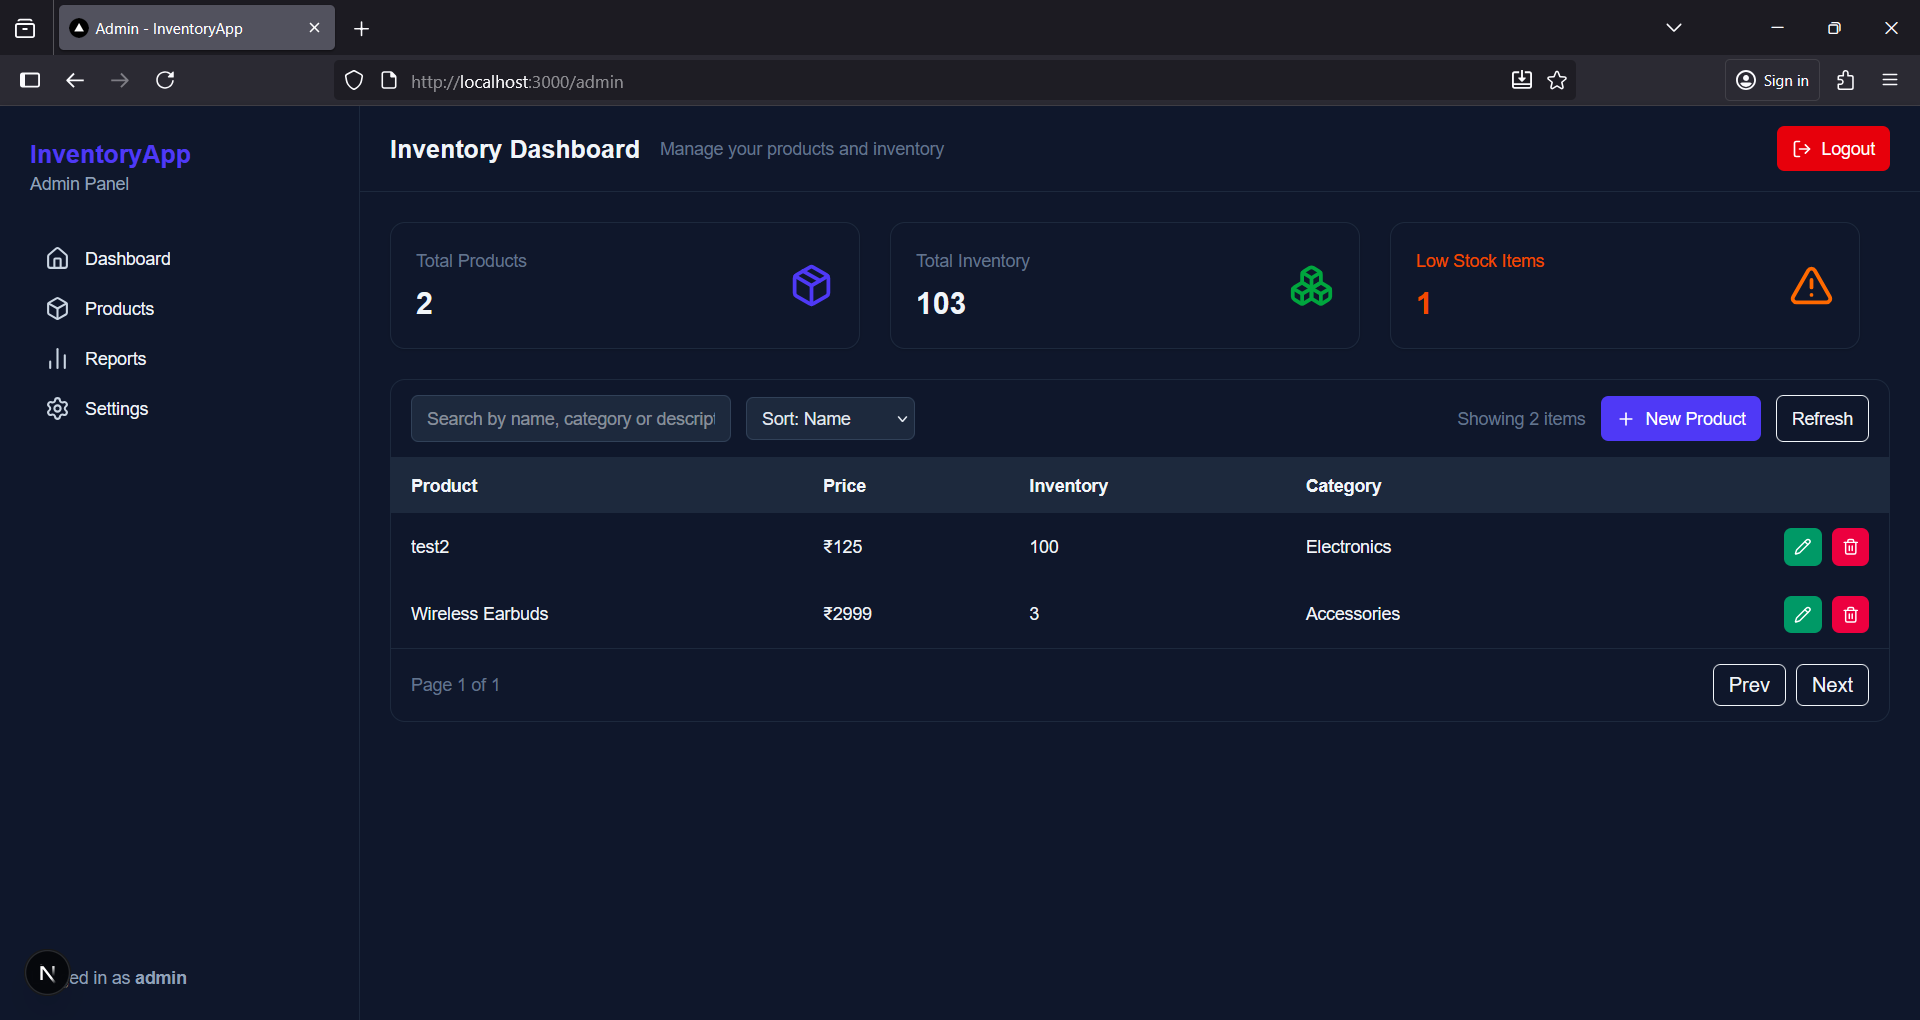 Admin - InventoryApp
http://localhost:3000/admin
Sign in
InventoryApp
Admin Panel
Dashboard
Products
Reports
Settings
N
ed in as admin
Inventory Dashboard Manage your products and inventory
Logout
Total Products
2
Total Inventory
103
Low Stock Items
1
Search by name, category or descript
Sort: Name
Showing 2 items
New Product
Refresh
Product Price Inventory Category
test2 ₹125 100 Electronics
Wireless Earbuds ₹2999 3 Accessories
Page 1 of 1
Prev
Next